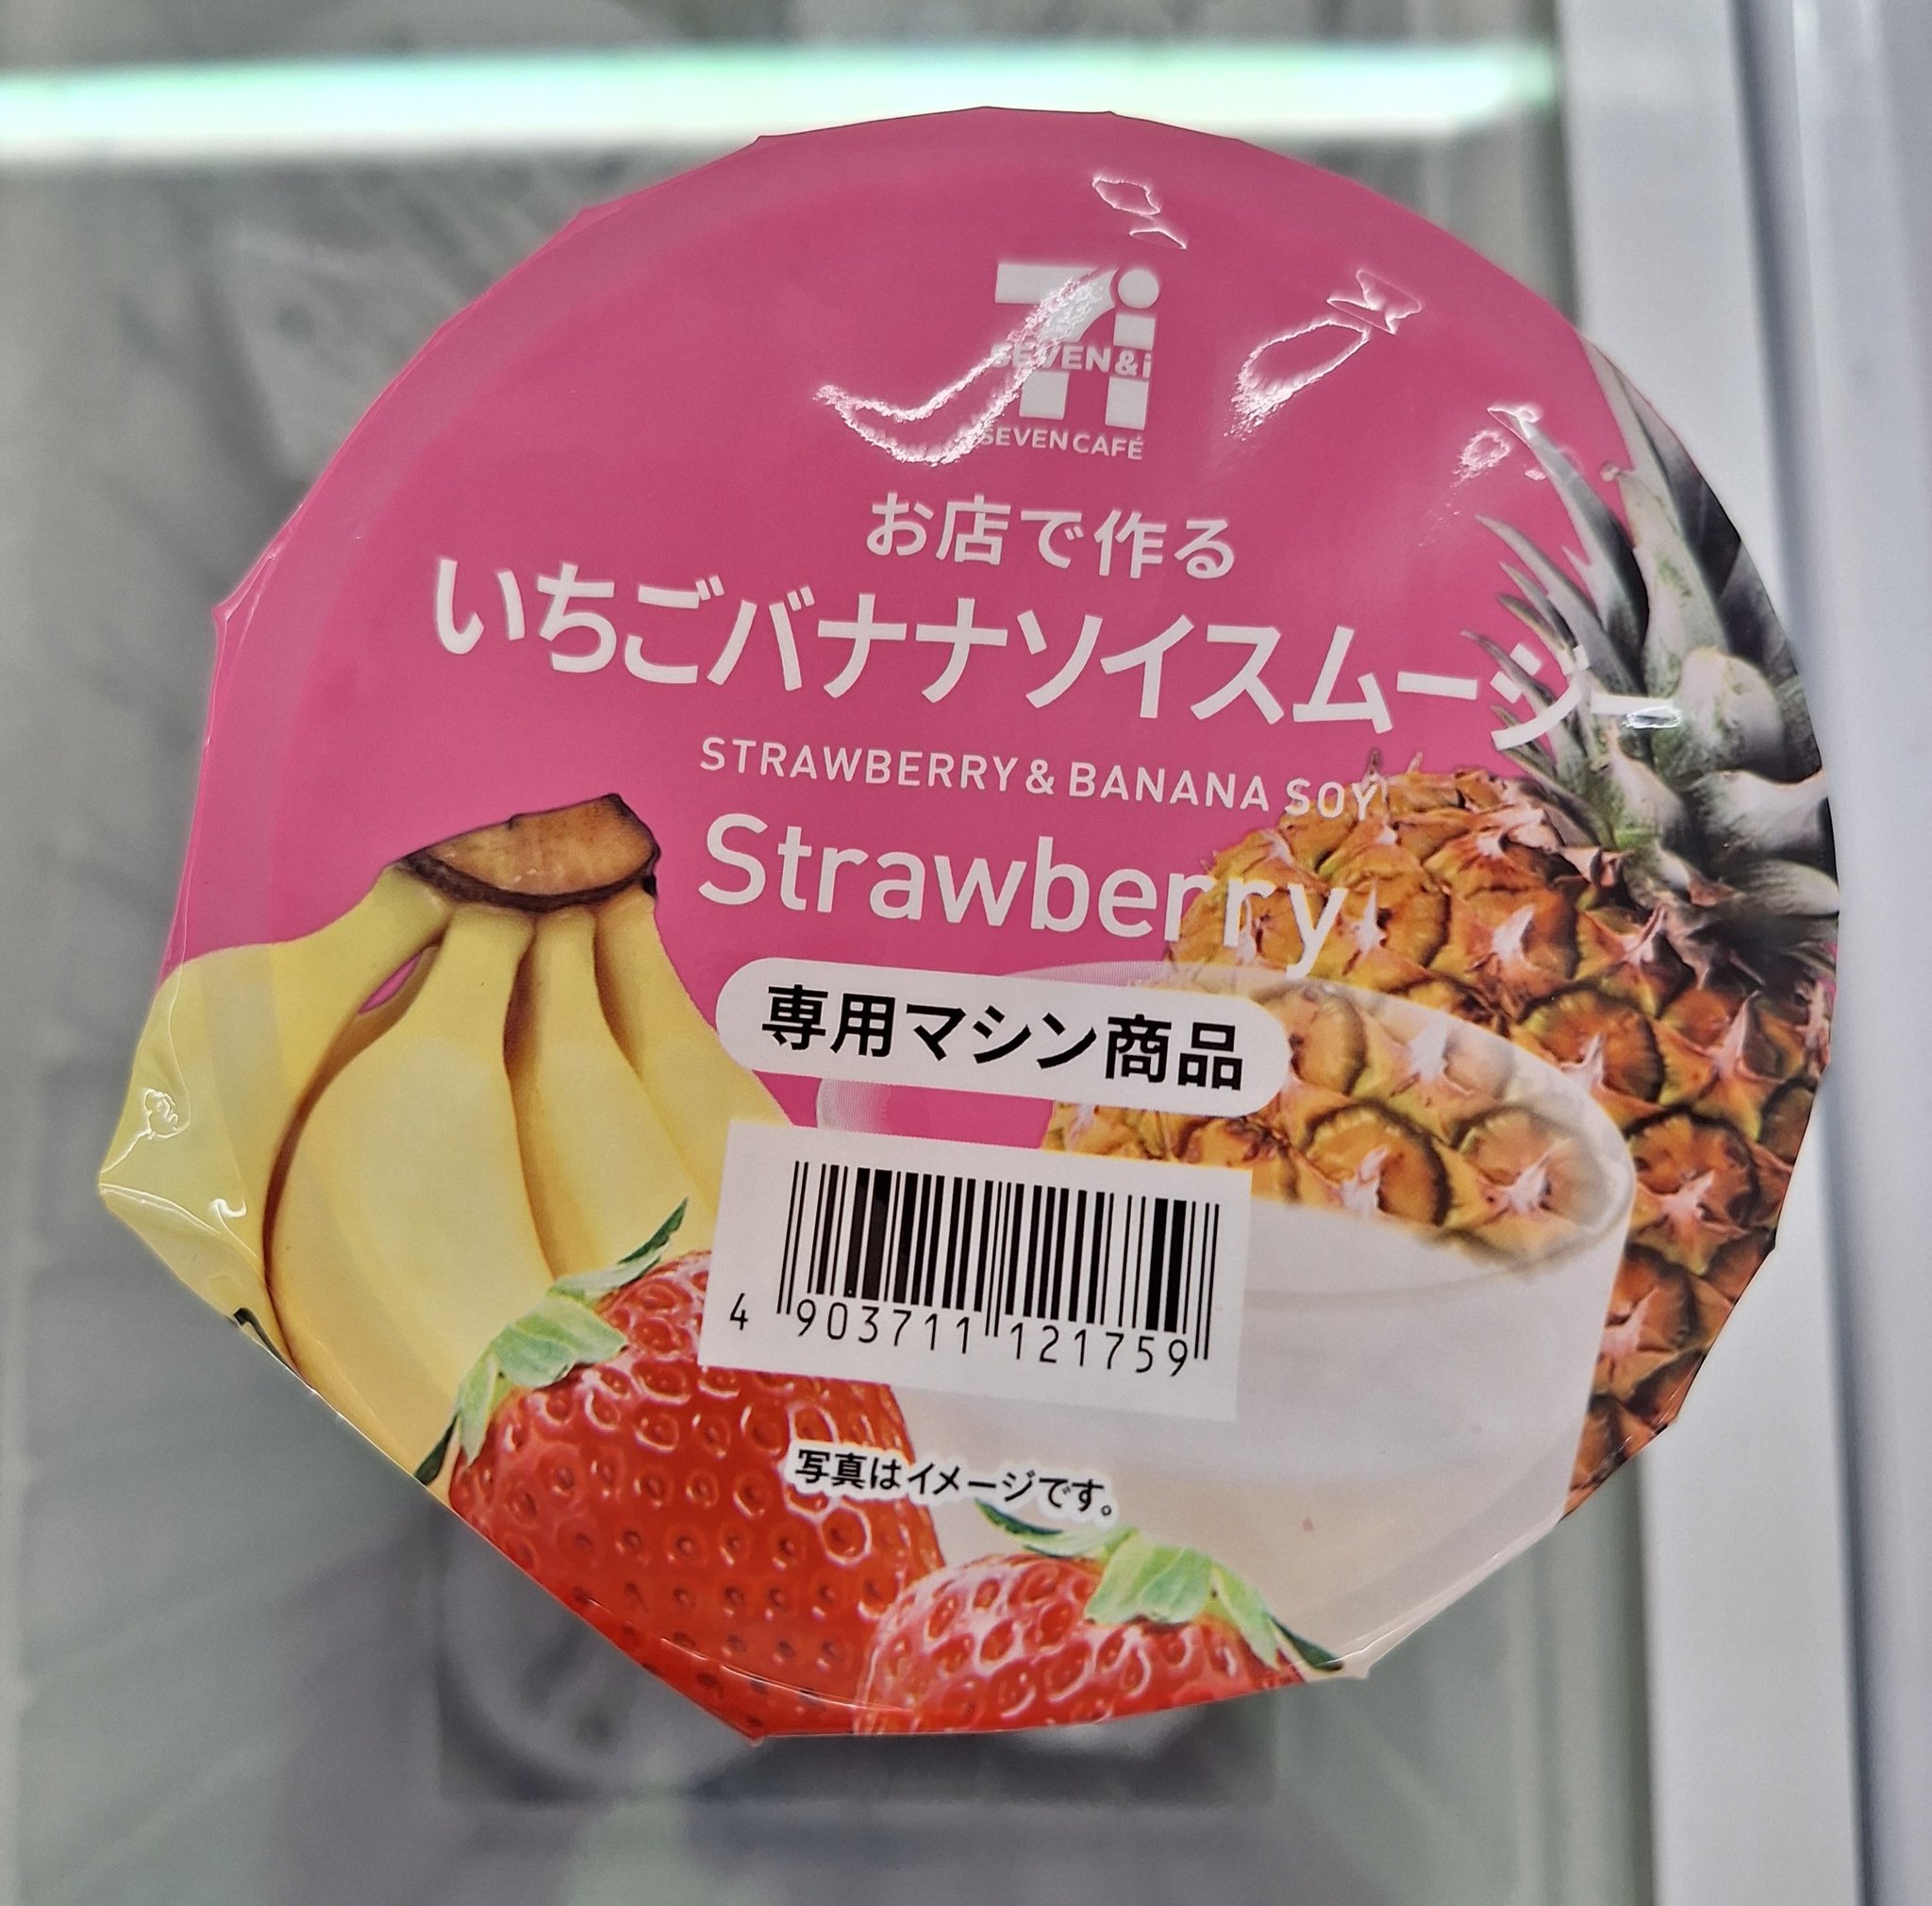 SEVEN&i
SEVEN CAFÉ
お店で作る
いちごバナナソイスムージー
STRAWBERRY & BANANA SOY
Strawberry
専用マシン商品
4 903711 121759
写真はイメージです。